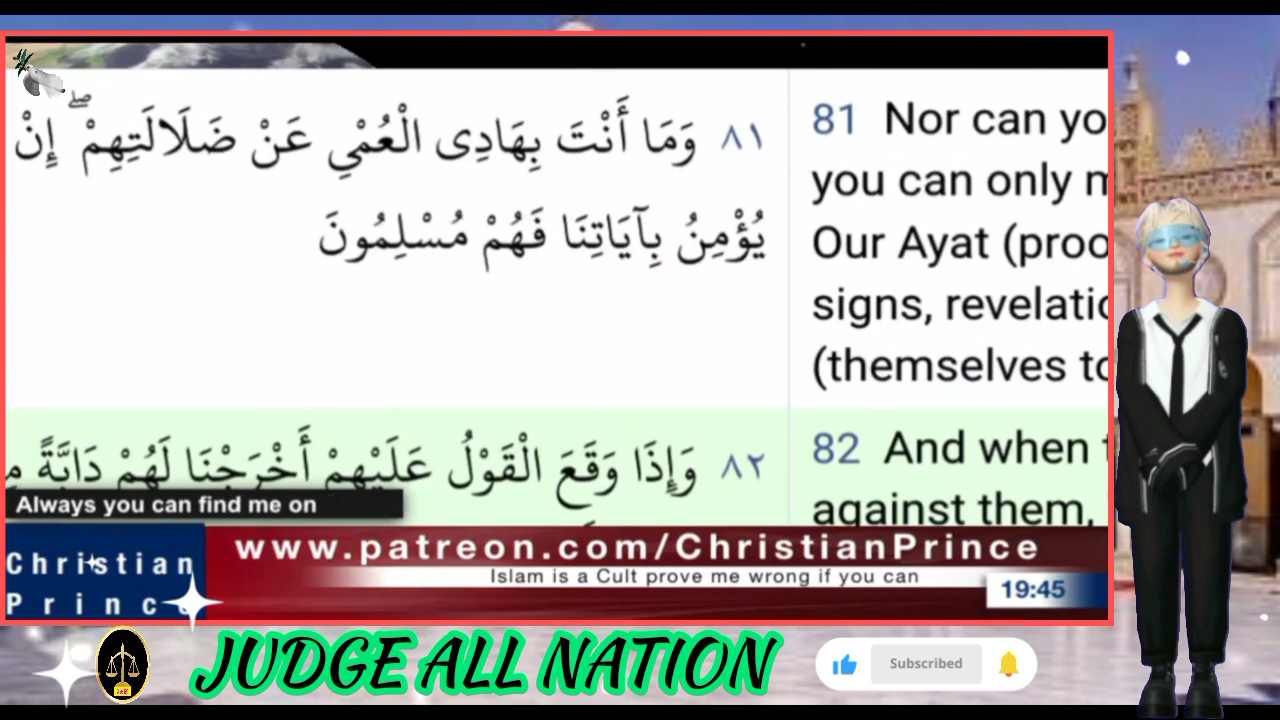 ٨١ وَمَا أَنْتَ بِهَادِى الْعُمْيِ عَنْ ضَلَالَتِهِمْ ۖ إِنْ
يُؤْمِنُ بِآيَاتِنَا فَهُمْ مُسْلِمُونَ
81 Nor can yo
you can only m
Our Ayat (proo
signs, revelatio
(themselves to
٨٢ وَإِذَا وَقَعَ الْقَوْلُ عَلَيْهِمْ أَخْرَجْنَا لَهُمْ دَابَّةً
82 And when
against them,
Always you can find me on
Christian
Prince
www.patreon.com/ChristianPrince
Islam is a Cult prove me wrong if you can
19:45
JUDGE ALL NATION
Subscribed